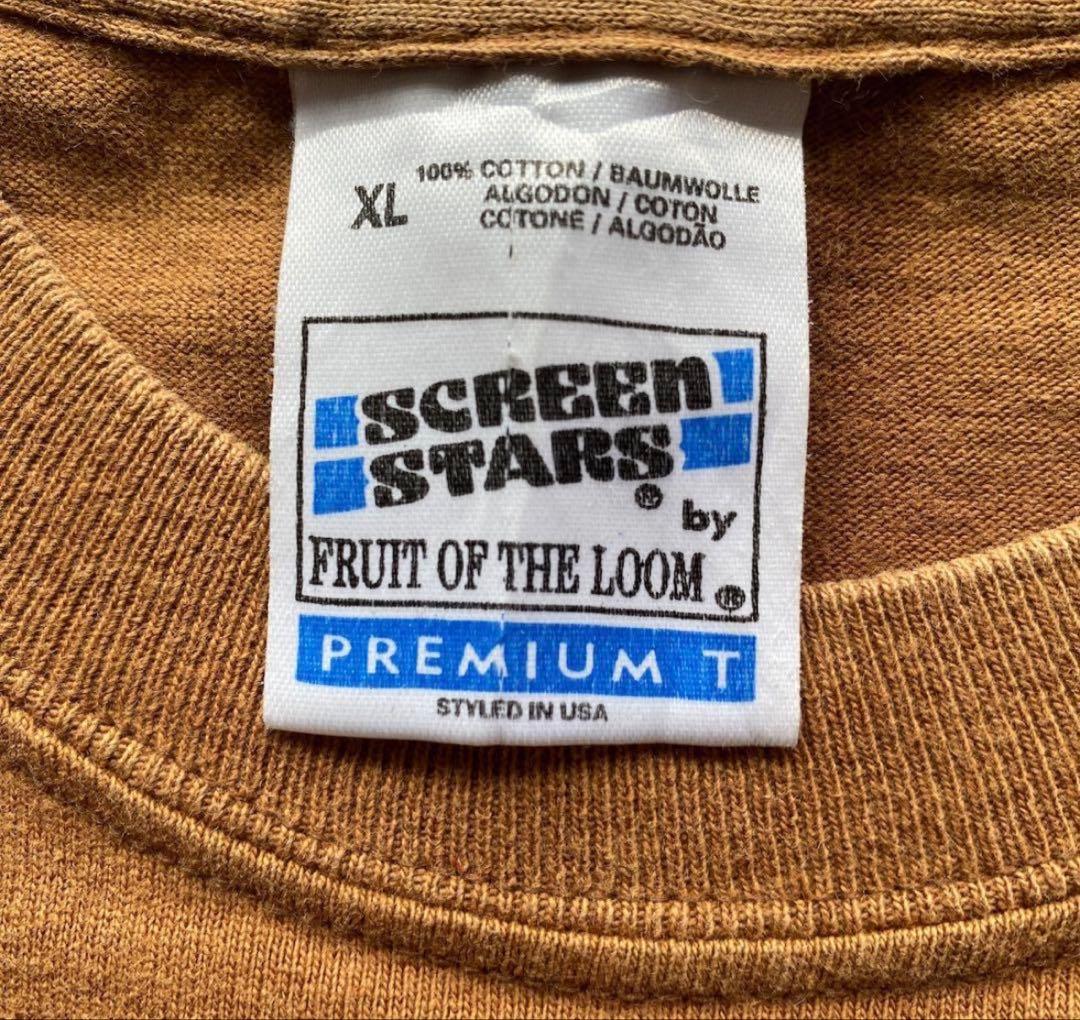 XL
100% COTTON / BAUMWOLLE
ALGODON / COTON
COTONE / ALGODÃO
SCREEN
STARS®
by
FRUIT OF THE LOOM®
PREMIUM T
STYLED IN USA